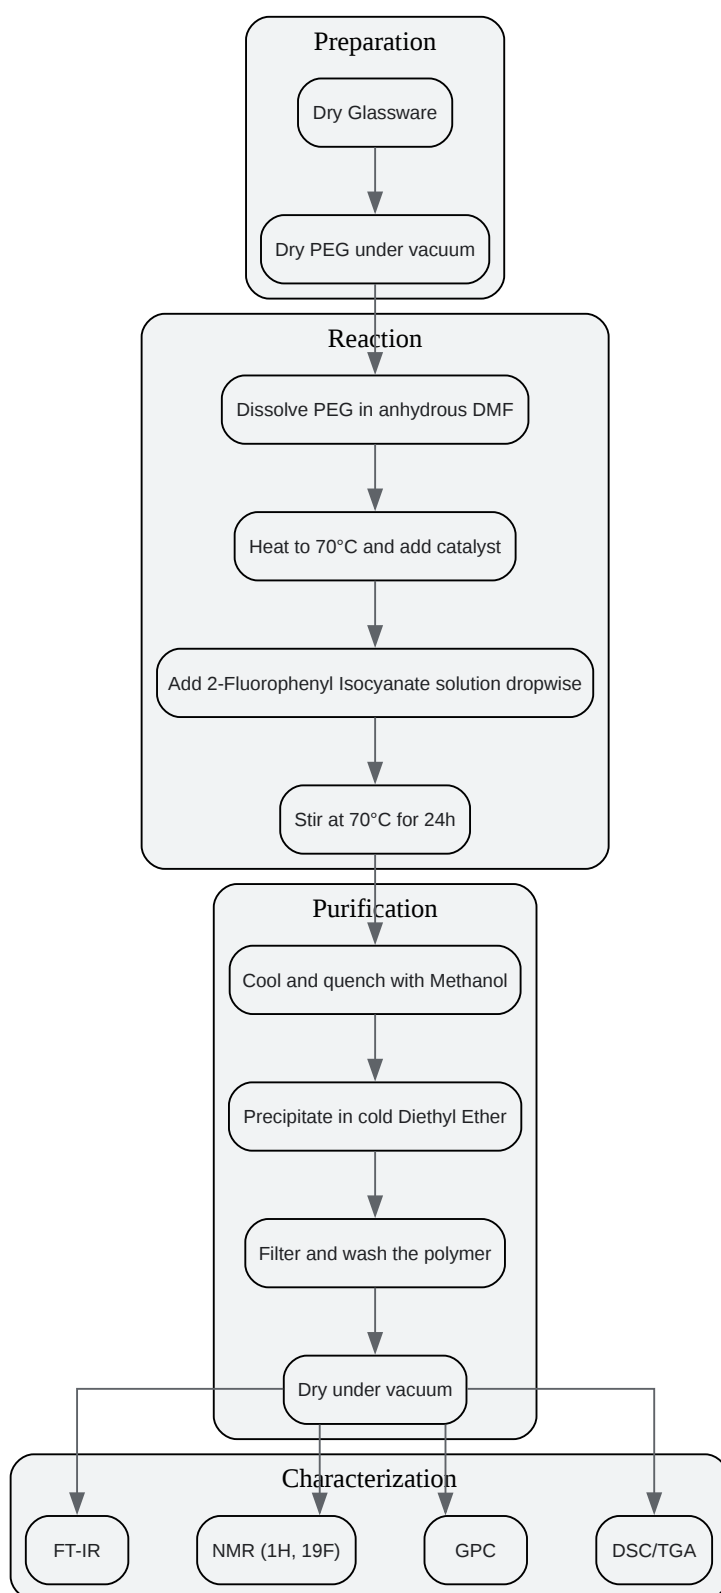 Preparation
Dry Glassware
Dry PEG under vacuum
Reaction
Dissolve PEG in anhydrous DMF
Heat to 70°C and add catalyst
Add 2-Fluorophenyl Isocyanate solution dropwise
Stir at 70°C for 24h
Purification
Cool and quench with Methanol
Precipitate in cold Diethyl Ether
Filter and wash the polymer
Dry under vacuum
Characterization
FT-IR
NMR (1H, 19F)
GPC
DSC/TGA